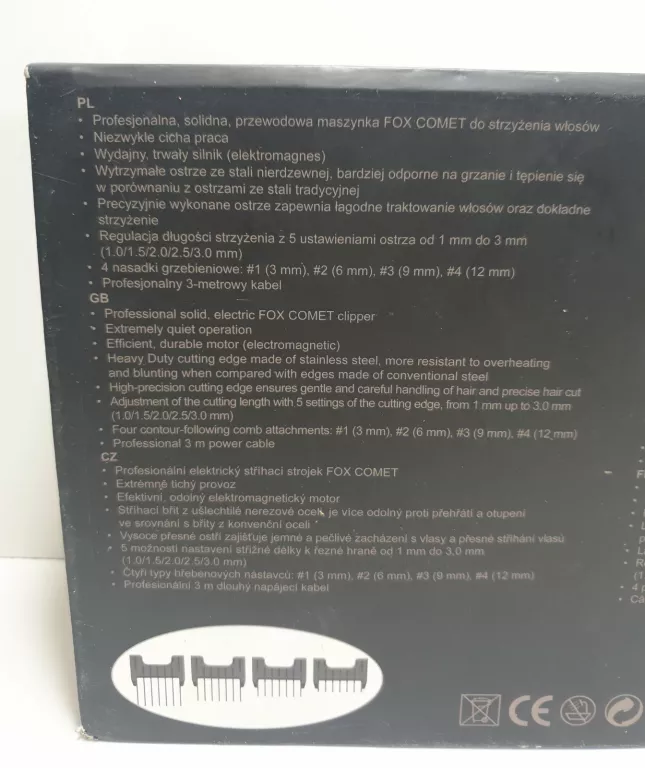 PL
• Profesjonalna, solidna, przewodowa maszynka FOX COMET do strzyżenia włosów
• Niezwykle cicha praca
• Wydajny, trwały silnik (elektromagnes)
• Wytrzymałe ostrze ze stali nierdzewnej, bardziej odporne na grzanie i tępienie się
w porównaniu z ostrzami ze stali tradycyjnej
• Precyzyjnie wykonane ostrze zapewnia łagodne traktowanie włosów oraz dokładne
strzyżenie
• Regulacja długości strzyżenia z 5 ustawieniami ostrza od 1 mm do 3 mm
(1.0/1.5/2.0/2.5/3.0 mm)
• 4 nasadki grzebieniowe: #1 (3 mm), #2 (6 mm), #3 (9 mm), #4 (12 mm)
• Profesjonalny 3-metrowy kabel
GB
• Professional solid, electric FOX COMET clipper
• Extremely quiet operation
• Efficient, durable motor (electromagnetic)
• Heavy Duty cutting edge made of stainless steel, more resistant to overheating
and blunting when compared with edges made of conventional steel
• High-precision cutting edge ensures gentle and careful handling of hair and precise hair cut
• Adjustment of the cutting length with 5 settings of the cutting edge, from 1 mm up to 3,0 mm
(1.0/1.5/2.0/2.5/3.0 mm)
• Four contour-following comb attachments: #1 (3 mm), #2 (6 mm), #3 (9 mm), #4 (12 mm)
• Professional 3 m power cable
CZ
• Profesionální elektrický stříhací strojek FOX COMET
• Extrémně tichý provoz
• Efektivní, odolný elektromagnetický motor
• Stříhací břit z ušlechtilé nerezové oceli, je více odolný proti přehřátí a otupení
ve srovnání s břity z konvenční oceli
• Vysoce přesné ostří zajišťuje jemné a pečlivé zacházení s vlasy a přesné stříhání vlasů
• 5 možností nastavení střižné délky k řezné hraně od 1 mm do 3,0 mm
(1.0/1.5/2.0/2.5/3.0 mm)
• Čtyři typy hřebenových nástavců: #1 (3 mm), #2 (6 mm), #3 (9 mm), #4 (12 mm)
• Profesionální 3 m dlouhý napájecí kabel
CE